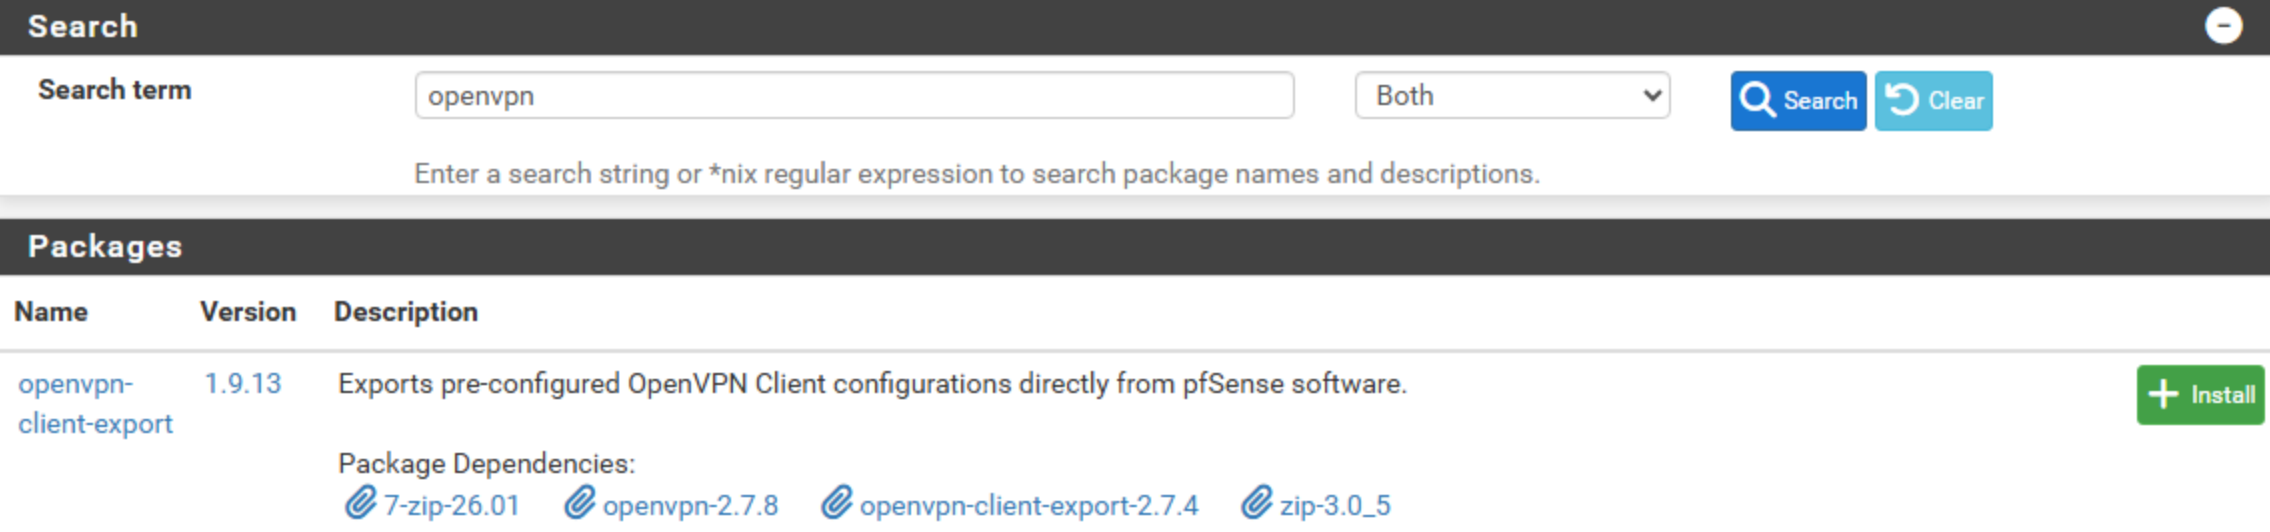 Search
Search term openvpn Both Search Clear
Enter a search string or *nix regular expression to search package names and descriptions.
Packages
Name Version Description
openvpn- 1.9.13 Exports pre-configured OpenVPN Client configurations directly from pfSense software. Install
client-export
Package Dependencies:
7-zip-26.01 openvpn-2.7.8 openvpn-client-export-2.7.4 zip-3.0_5